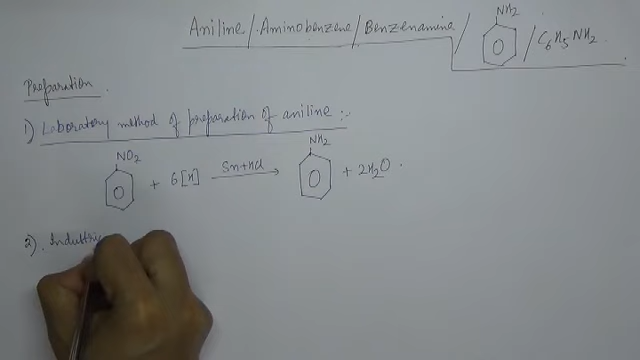 Aniline / Aminobenzene / Benzenamine / NH2 / C6H5NH2.
Preparation.
1) Laboratory method of preparation of aniline :-
NO2 + 6[H] Sn+HCl → NH2 + 2H2O.
2). Industri